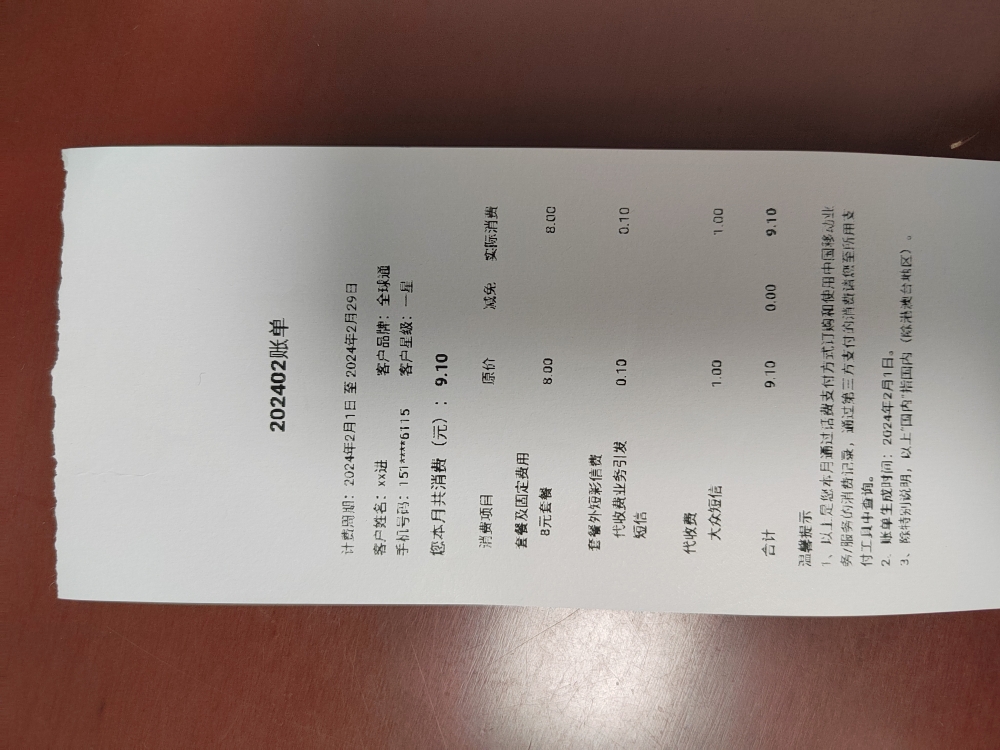 202402账单
计费周期：2024年2月1日 至 2024年2月29日
客户姓名：xx进 客户品牌：全球通
手机号码：151****6115 客户星级：一星
您本月共消费（元）：9.10
消费项目 原价 减免 实际消费
套餐及固定费用
8元套餐 8.00 8.00
套餐外短彩信费
代收费业务引发 0.10 0.10
短信
代收费
大众短信 1.00 1.00
合计 9.10 0.00 9.10
温馨提示
1、以上是您本月通过话费支付方式订购和使用中国移动业
务/服务的消费记录，通过第三方支付的消费请您至所用支
付工具中查询。
2、账单生成时间：2024年2月1日。
3、除特别说明，以上"国内"指国内（除港澳台地区）。